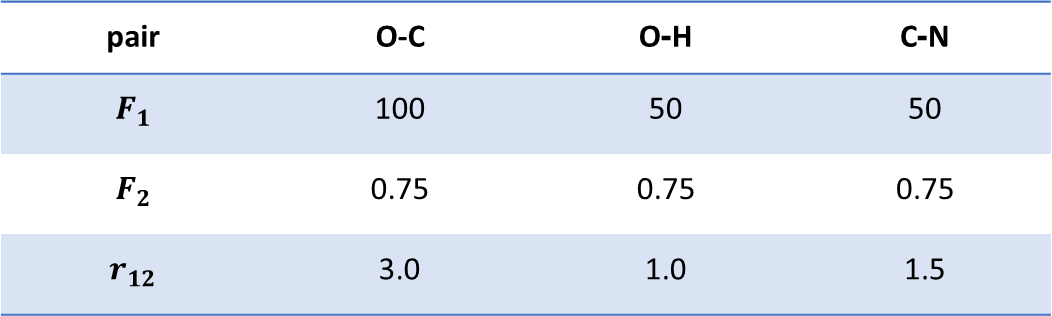 pair O-C O-H C-N
F₁ 100 50 50
F₂ 0.75 0.75 0.75
r₁₂ 3.0 1.0 1.5